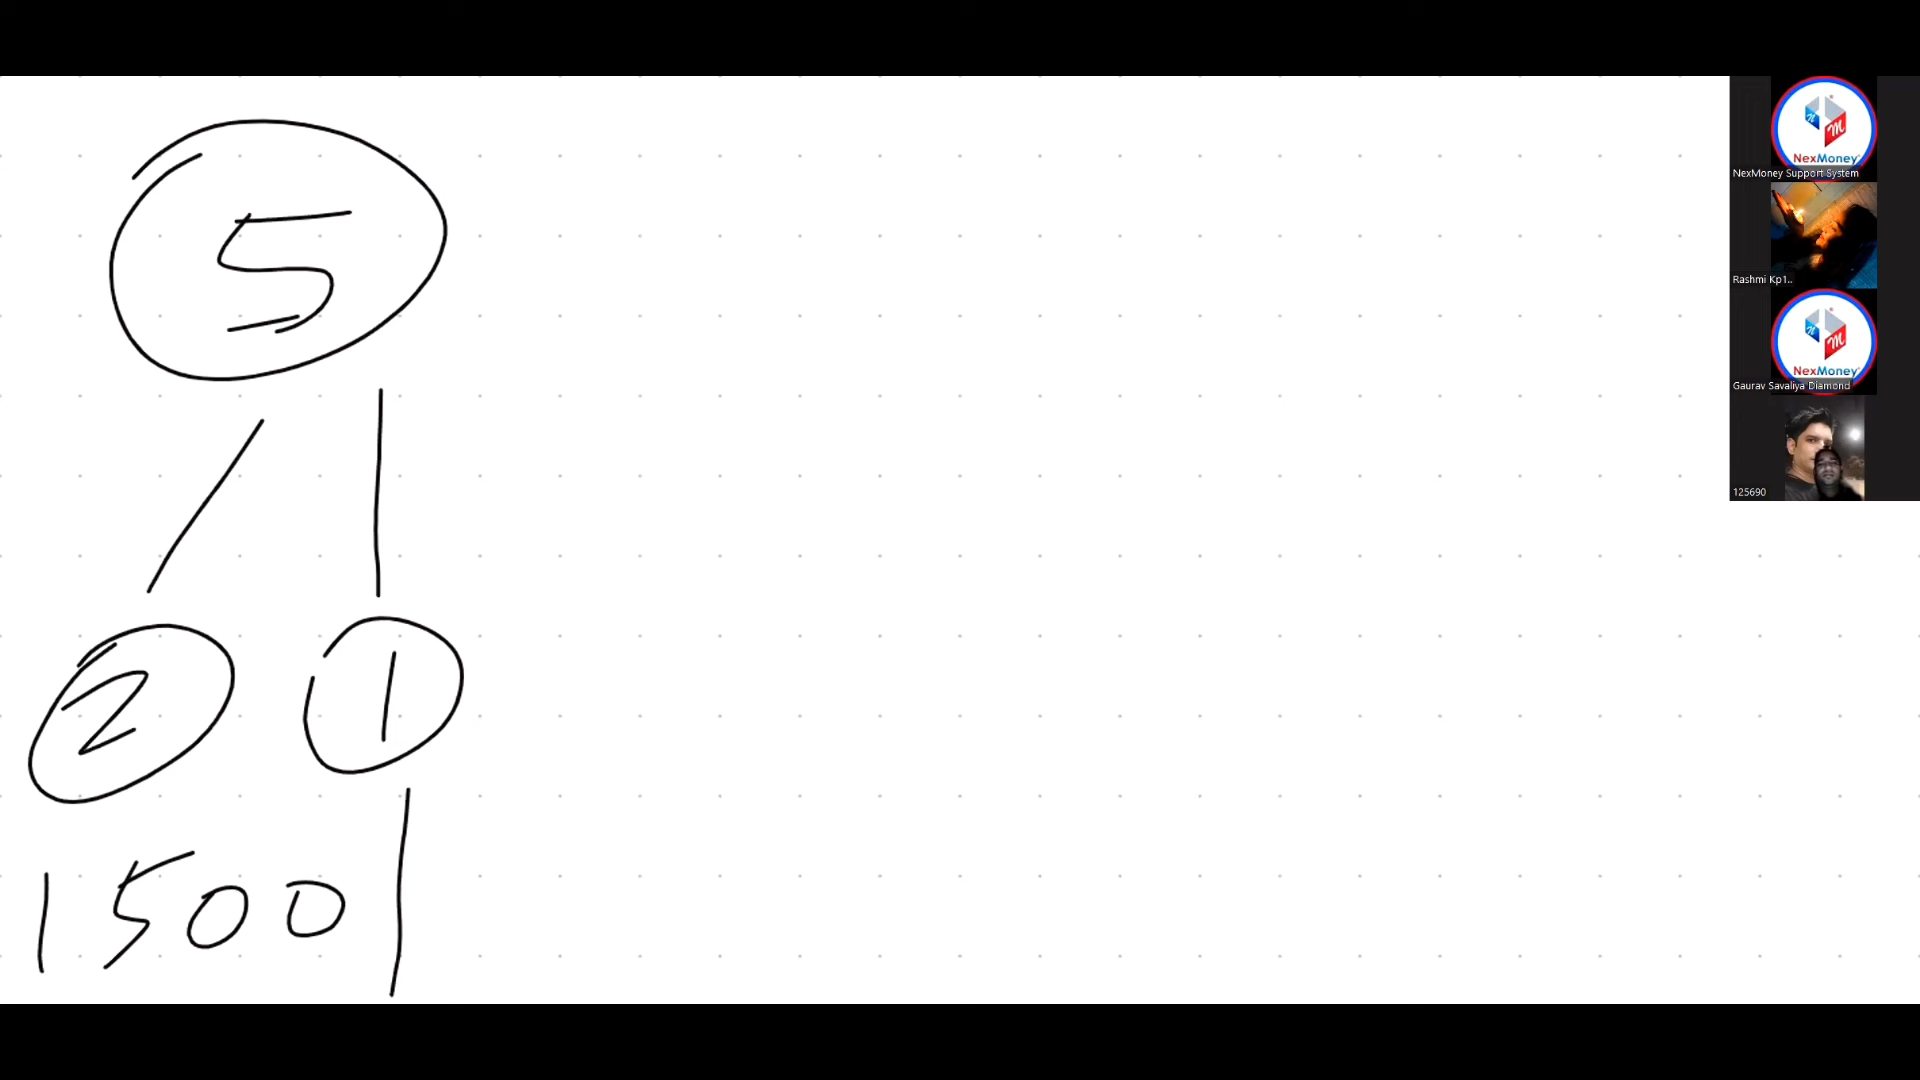 5
2 1
1500
NexMoney
NexMoney Support System
Rashmi Kp1..
NexMoney
Gaurav Savaliya Diamond
125690